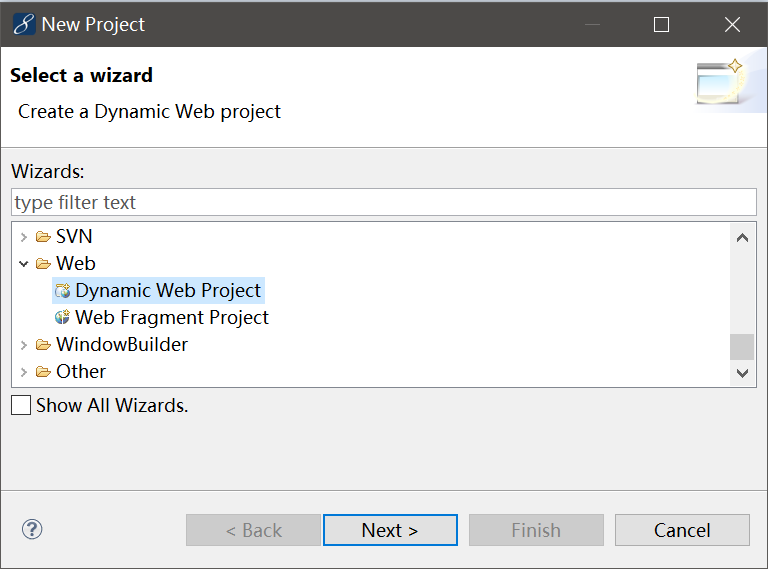 New Project
Select a wizard
Create a Dynamic Web project
Wizards:
type filter text
SVN
Web
Dynamic Web Project
Web Fragment Project
WindowBuilder
Other
Show All Wizards.
? < Back Next > Finish Cancel